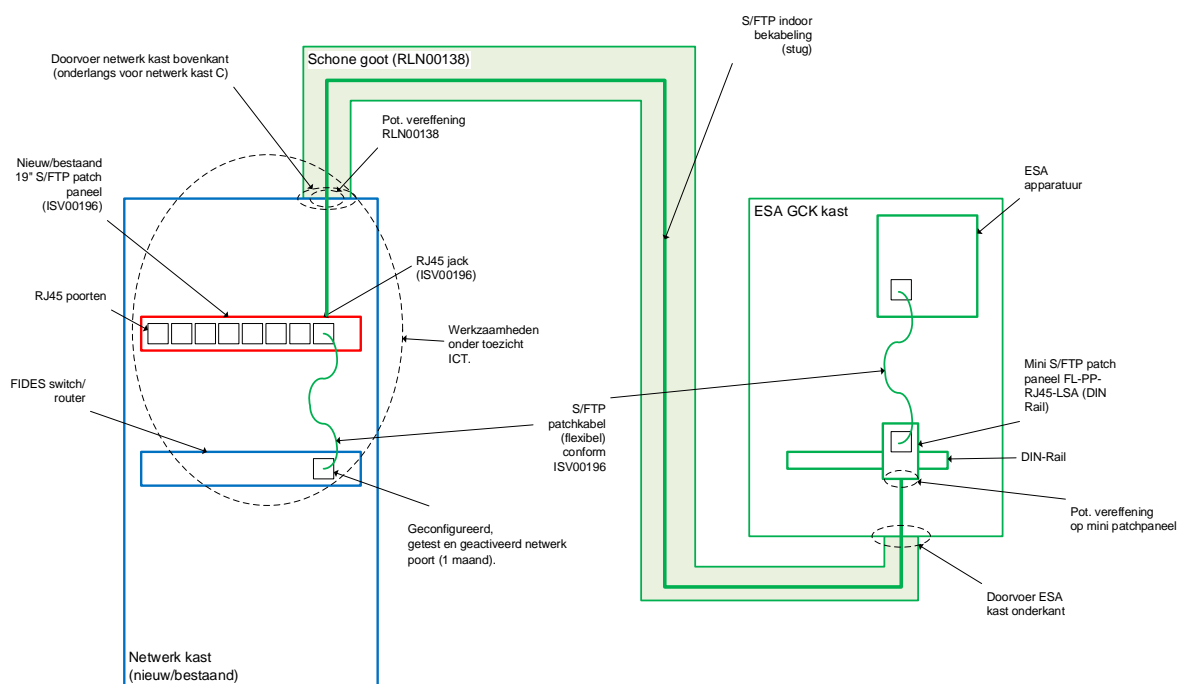 S/FTP indoor
bekabeling
(stug)
Doorvoer netwerk kast bovenkant
(onderlangs voor netwerk kast C)
Schone goot (RLN00138)
Pot. vereffening
RLN00138
Nieuw/bestaand
19" S/FTP patch
paneel
(ISV00196)
ESA
apparatuur
ESA GCK kast
RJ45 jack
(ISV00196)
RJ45 poorten
Werkzaamheden
onder toezicht
ICT.
Mini S/FTP patch
paneel FL-PP-
RJ45-LSA (DIN
Rail)
FIDES switch/
router
S/FTP
patchkabel
(flexibel)
conform
ISV00196
DIN-Rail
Pot. vereffening
op mini patchpaneel
Geconfigureerd,
getest en geactiveerd netwerk
poort (1 maand).
Doorvoer ESA
kast onderkant
Netwerk kast
(nieuw/bestaand)